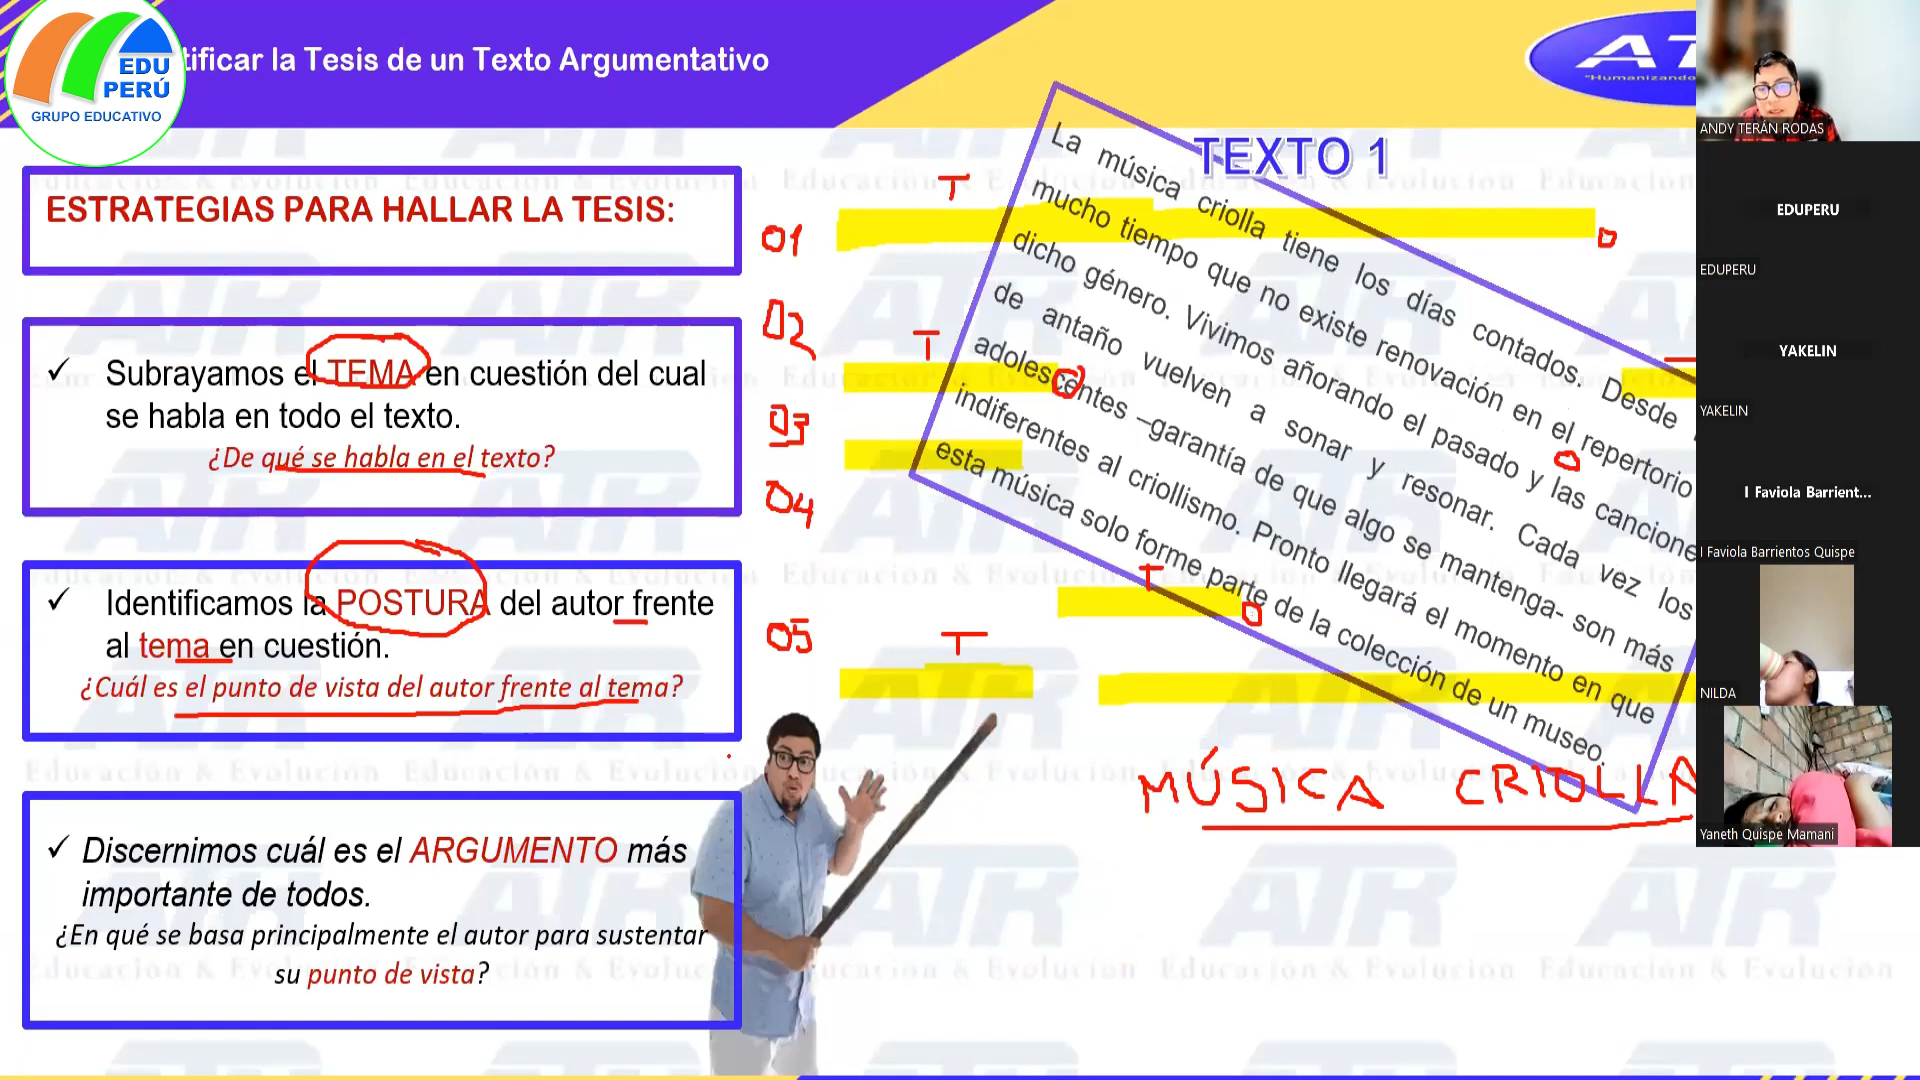 EDU
PERÚ
GRUPO EDUCATIVO
tificar la Tesis de un Texto Argumentativo
AT
"Humanizando
ESTRATEGIAS PARA HALLAR LA TESIS:
✓ Subrayamos el TEMA en cuestión del cual
se habla en todo el texto.
¿De qué se habla en el texto?
✓ Identificamos la POSTURA del autor frente
al tema en cuestión.
¿Cuál es el punto de vista del autor frente al tema?
✓ Discernimos cuál es el ARGUMENTO más
importante de todos.
¿En qué se basa principalmente el autor para sustentar
su punto de vista?
01
02
03
04
05
T
T
T
T
TEXTO 1
La música criolla tiene los días contados. Desde
mucho tiempo que no existe renovación en el repertorio
dicho género. Vivimos añorando el pasado y las cancione
de antaño vuelven a sonar y resonar. Cada vez los
adolescentes –garantía de que algo se mantenga- son más
indiferentes al criollismo. Pronto llegará el momento en que
esta música solo forme parte de la colección de un museo.
MÚSICA CRIOLLA
ATR
Educación & Evolución
ANDY TERÁN RODAS
EDUPERU
EDUPERU
YAKELIN
YAKELIN
I Faviola Barrient...
I Faviola Barrientos Quispe
NILDA
Yaneth Quispe Mamani